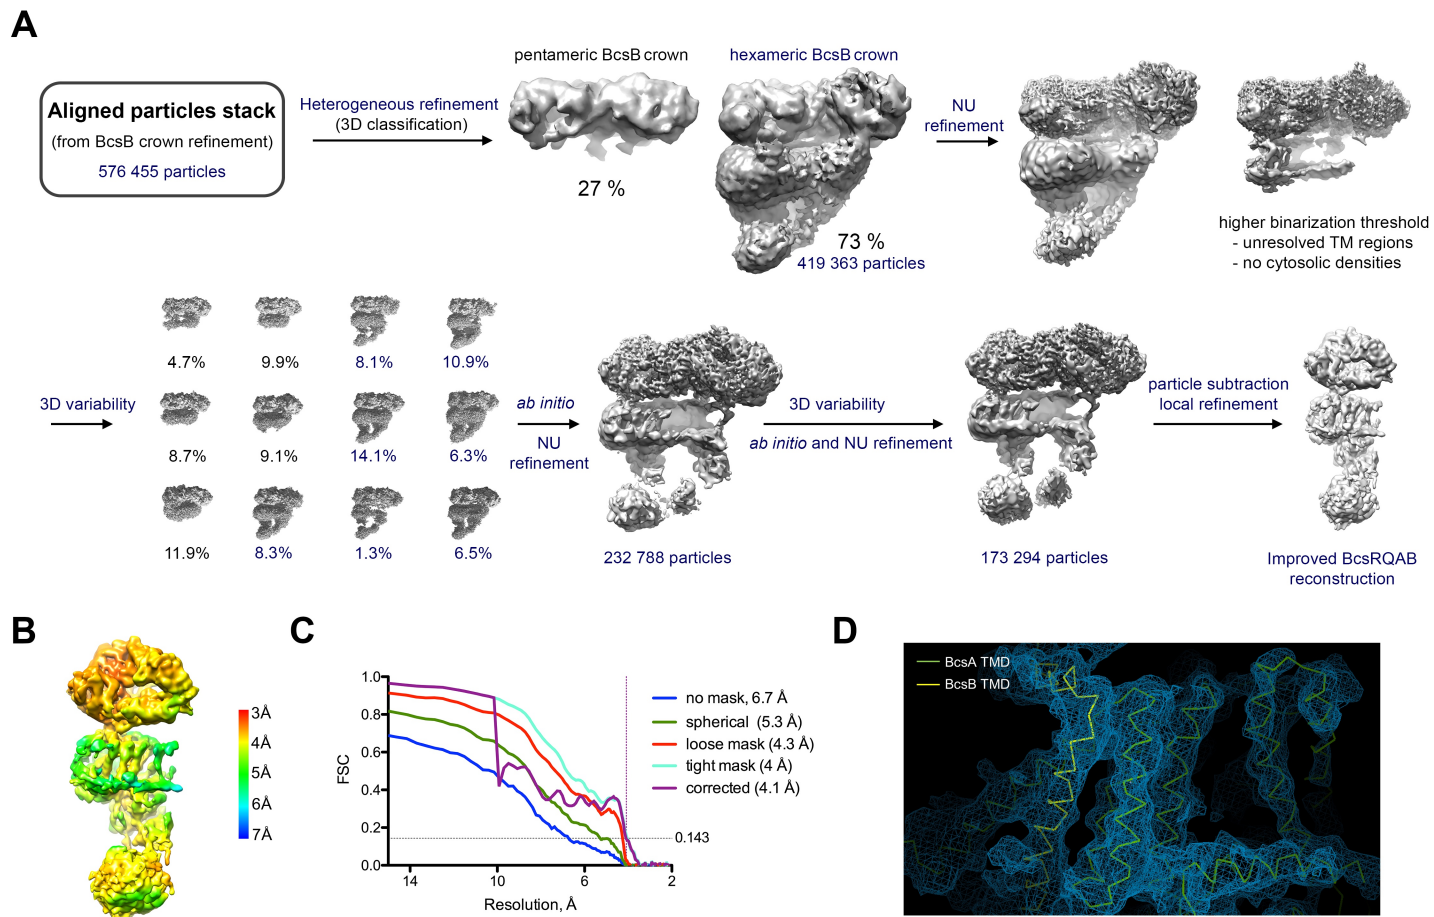 A
pentameric BcsB crown
hexameric BcsB crown
Aligned particles stack
(from BcsB crown refinement)
576 455 particles
Heterogeneous refinement
(3D classification)
NU
refinement
27 %
73 %
419 363 particles
higher binarization threshold
- unresolved TM regions
- no cytosolic densities
3D variability
4.7%
9.9%
8.1%
10.9%
8.7%
9.1%
14.1%
6.3%
11.9%
8.3%
1.3%
6.5%
ab initio
NU
refinement
232 788 particles
3D variability
ab initio and NU refinement
173 294 particles
particle subtraction
local refinement
Improved BcsRQAB
reconstruction
B
3Å
4Å
5Å
6Å
7Å
C
FSC
1.0
0.8
0.6
0.4
0.2
0.0
14
10
6
2
Resolution, Å
0.143
no mask, 6.7 Å
spherical (5.3 Å)
loose mask (4.3 Å)
tight mask (4 Å)
corrected (4.1 Å)
D
BcsA TMD
BcsB TMD